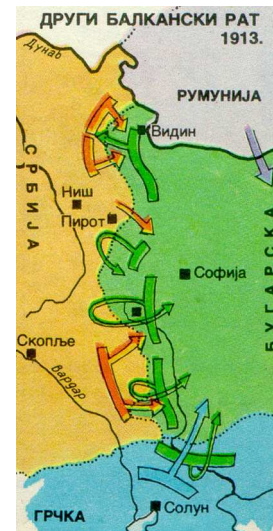 ДРУГИ БАЛКАНСКИ РАТ
1913.
Дунав
РУМУНИЈА
Видин
СРБИЈА
Ниш
Пирот
БУГАРСКА
Софија
Скопље
Вардар
ГРЧКА
Солун